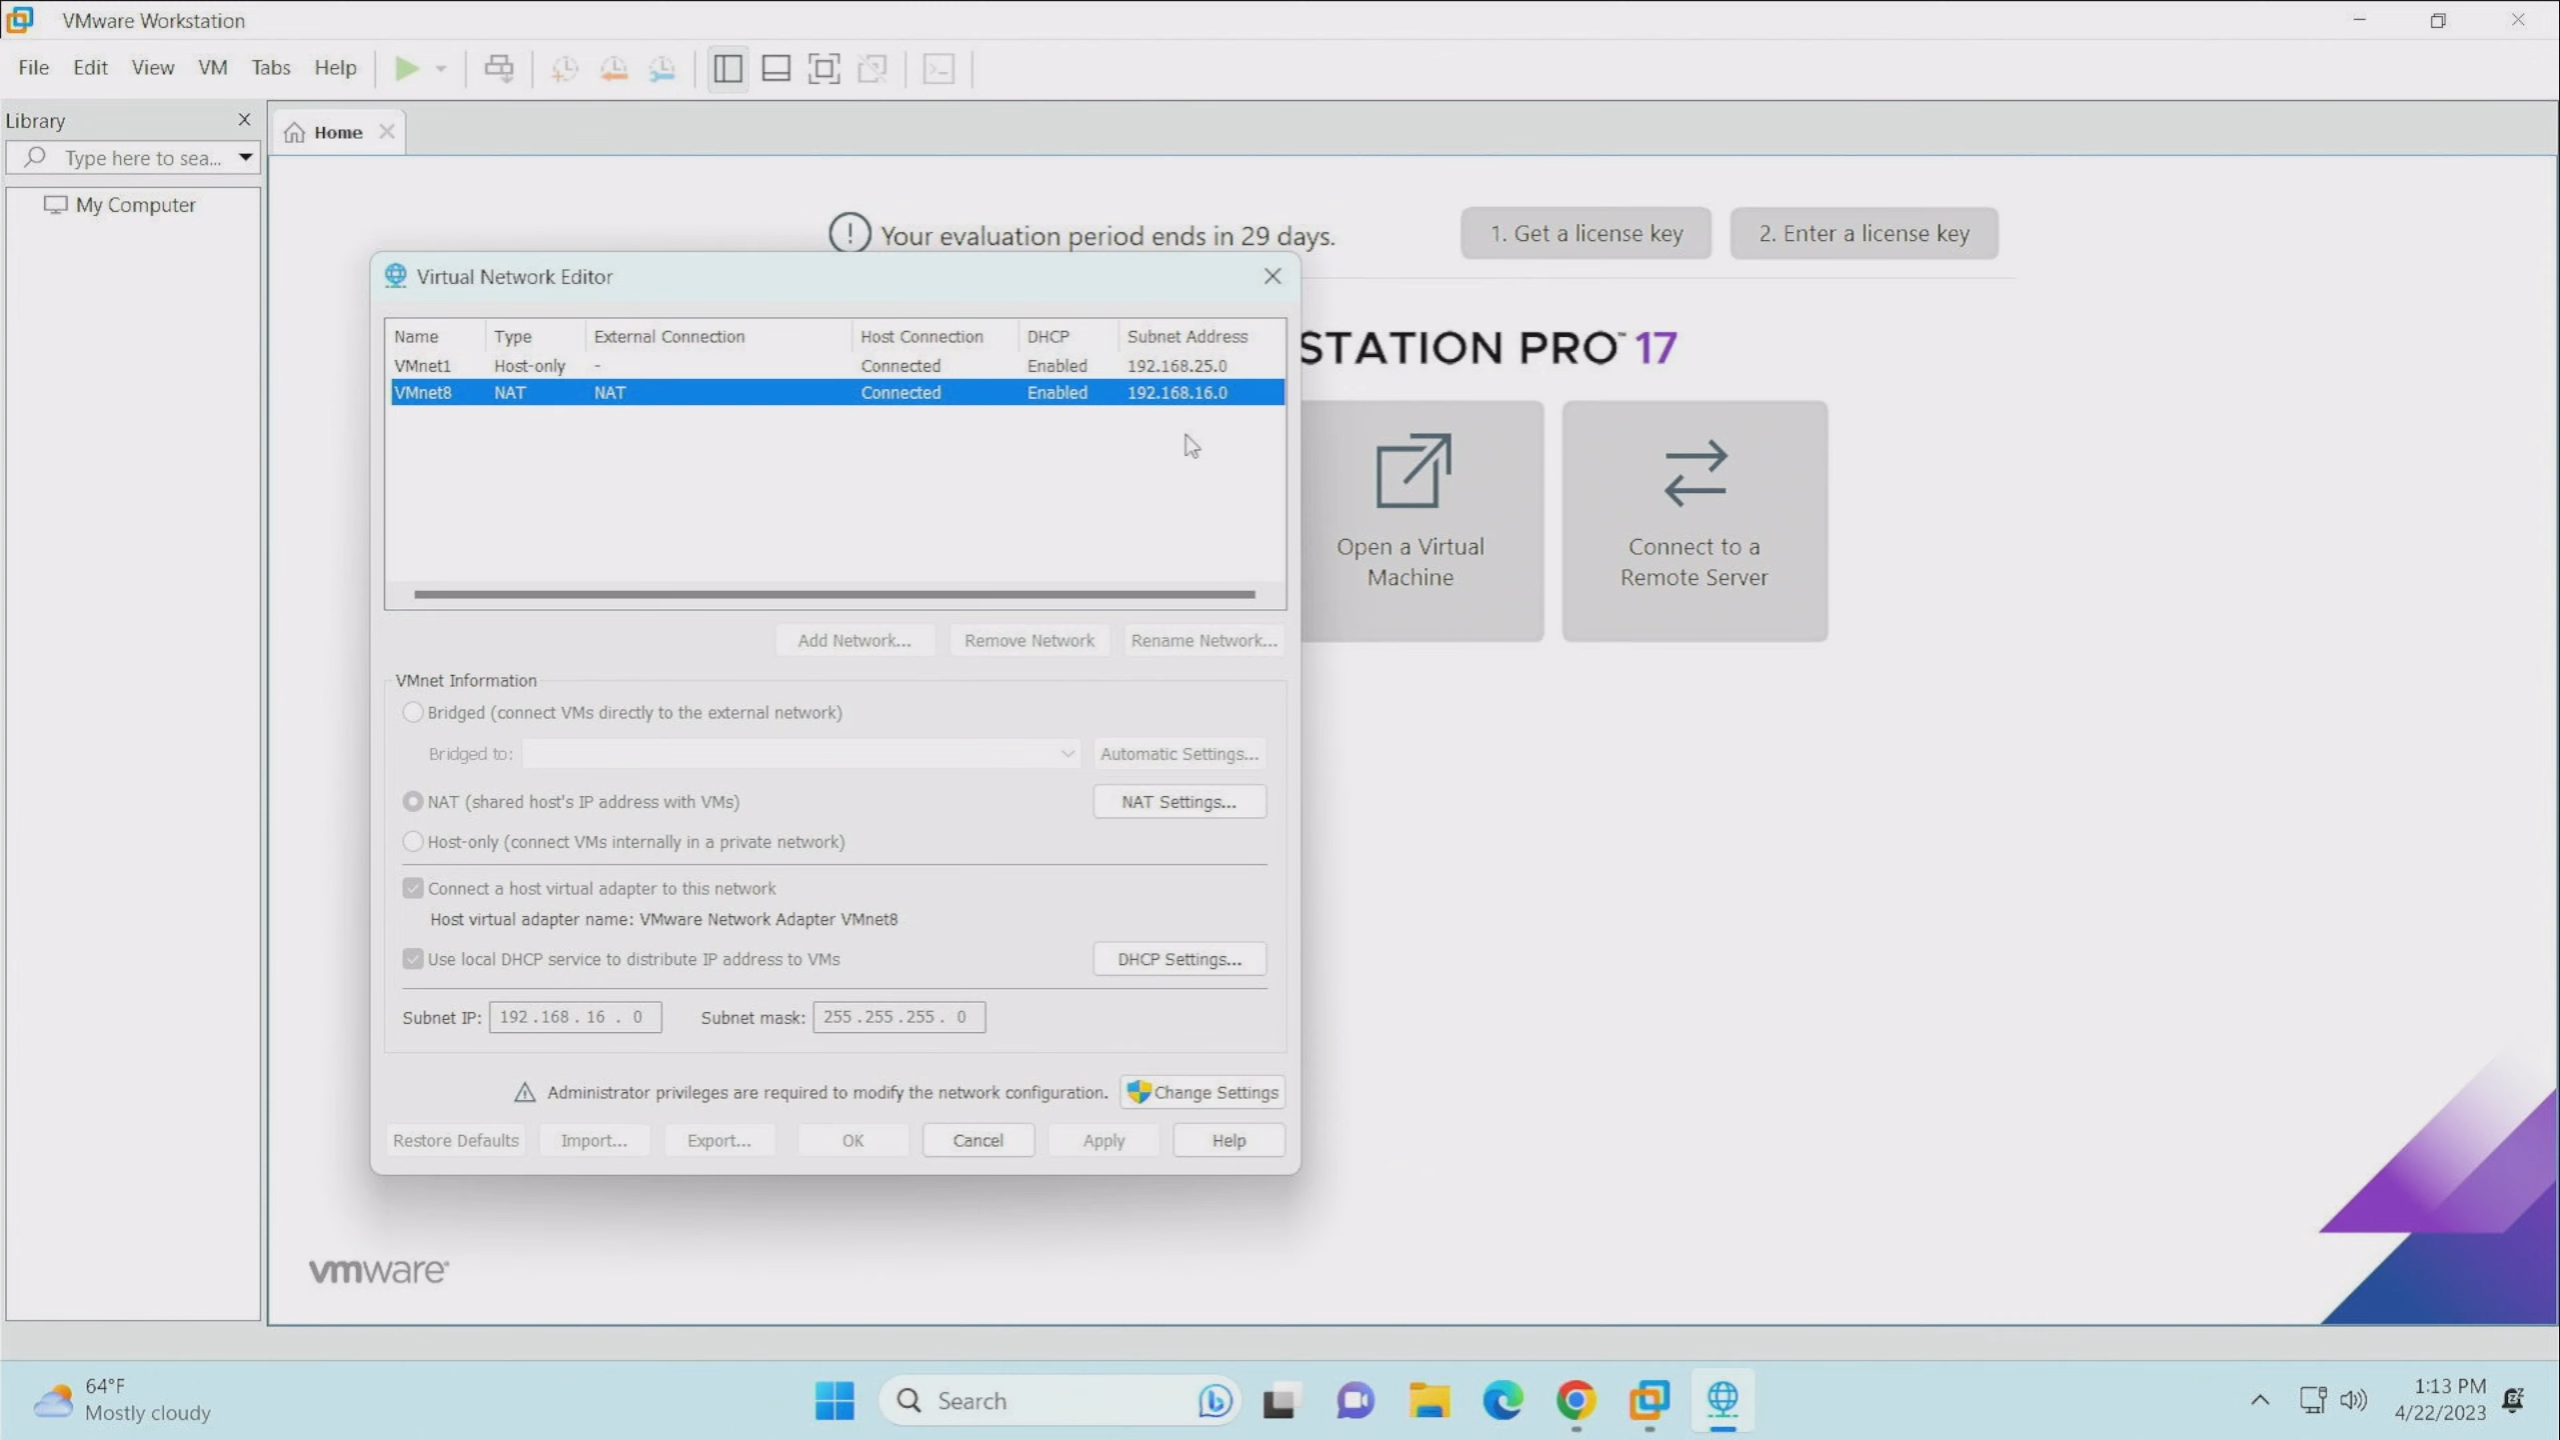 VMware Workstation
File Edit View VM Tabs Help
Library
Type here to sea...
My Computer
Home
Your evaluation period ends in 29 days.
1. Get a license key
2. Enter a license key
STATION PRO™ 17
Open a Virtual
Machine
Connect to a
Remote Server
Virtual Network Editor
Name Type External Connection Host Connection DHCP Subnet Address
VMnet1 Host-only - Connected Enabled 192.168.25.0
VMnet8 NAT NAT Connected Enabled 192.168.16.0
Add Network... Remove Network Rename Network...
VMnet Information
Bridged (connect VMs directly to the external network)
Bridged to: Automatic Settings...
NAT (shared host's IP address with VMs) NAT Settings...
Host-only (connect VMs internally in a private network)
Connect a host virtual adapter to this network
Host virtual adapter name: VMware Network Adapter VMnet8
Use local DHCP service to distribute IP address to VMs DHCP Settings...
Subnet IP: 192 . 168 . 16 . 0 Subnet mask: 255 . 255 . 255 . 0
Administrator privileges are required to modify the network configuration. Change Settings
Restore Defaults Import... Export... OK Cancel Apply Help
vmware®
64°F
Mostly cloudy
Search
1:13 PM
4/22/2023